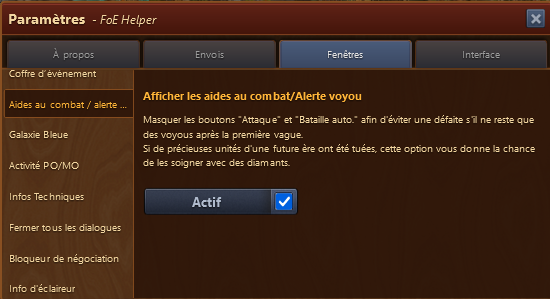 Paramètres - FoE Helper
À propos
Envois
Fenêtres
Interface
Coffre d'évènement
Aides au combat / alerte ...
Galaxie Bleue
Activité PO/MO
Infos Techniques
Fermer tous les dialogues
Bloqueur de négociation
Info d'éclaireur
Afficher les aides au combat/Alerte voyou
Masquer les boutons "Attaque" et "Bataille auto." afin d'éviter une défaite s'il ne reste que
des voyous après la première vague.
Si de précieuses unités d'une future ère ont été tuées, cette option vous donne la chance
de les soigner avec des diamants.
Actif